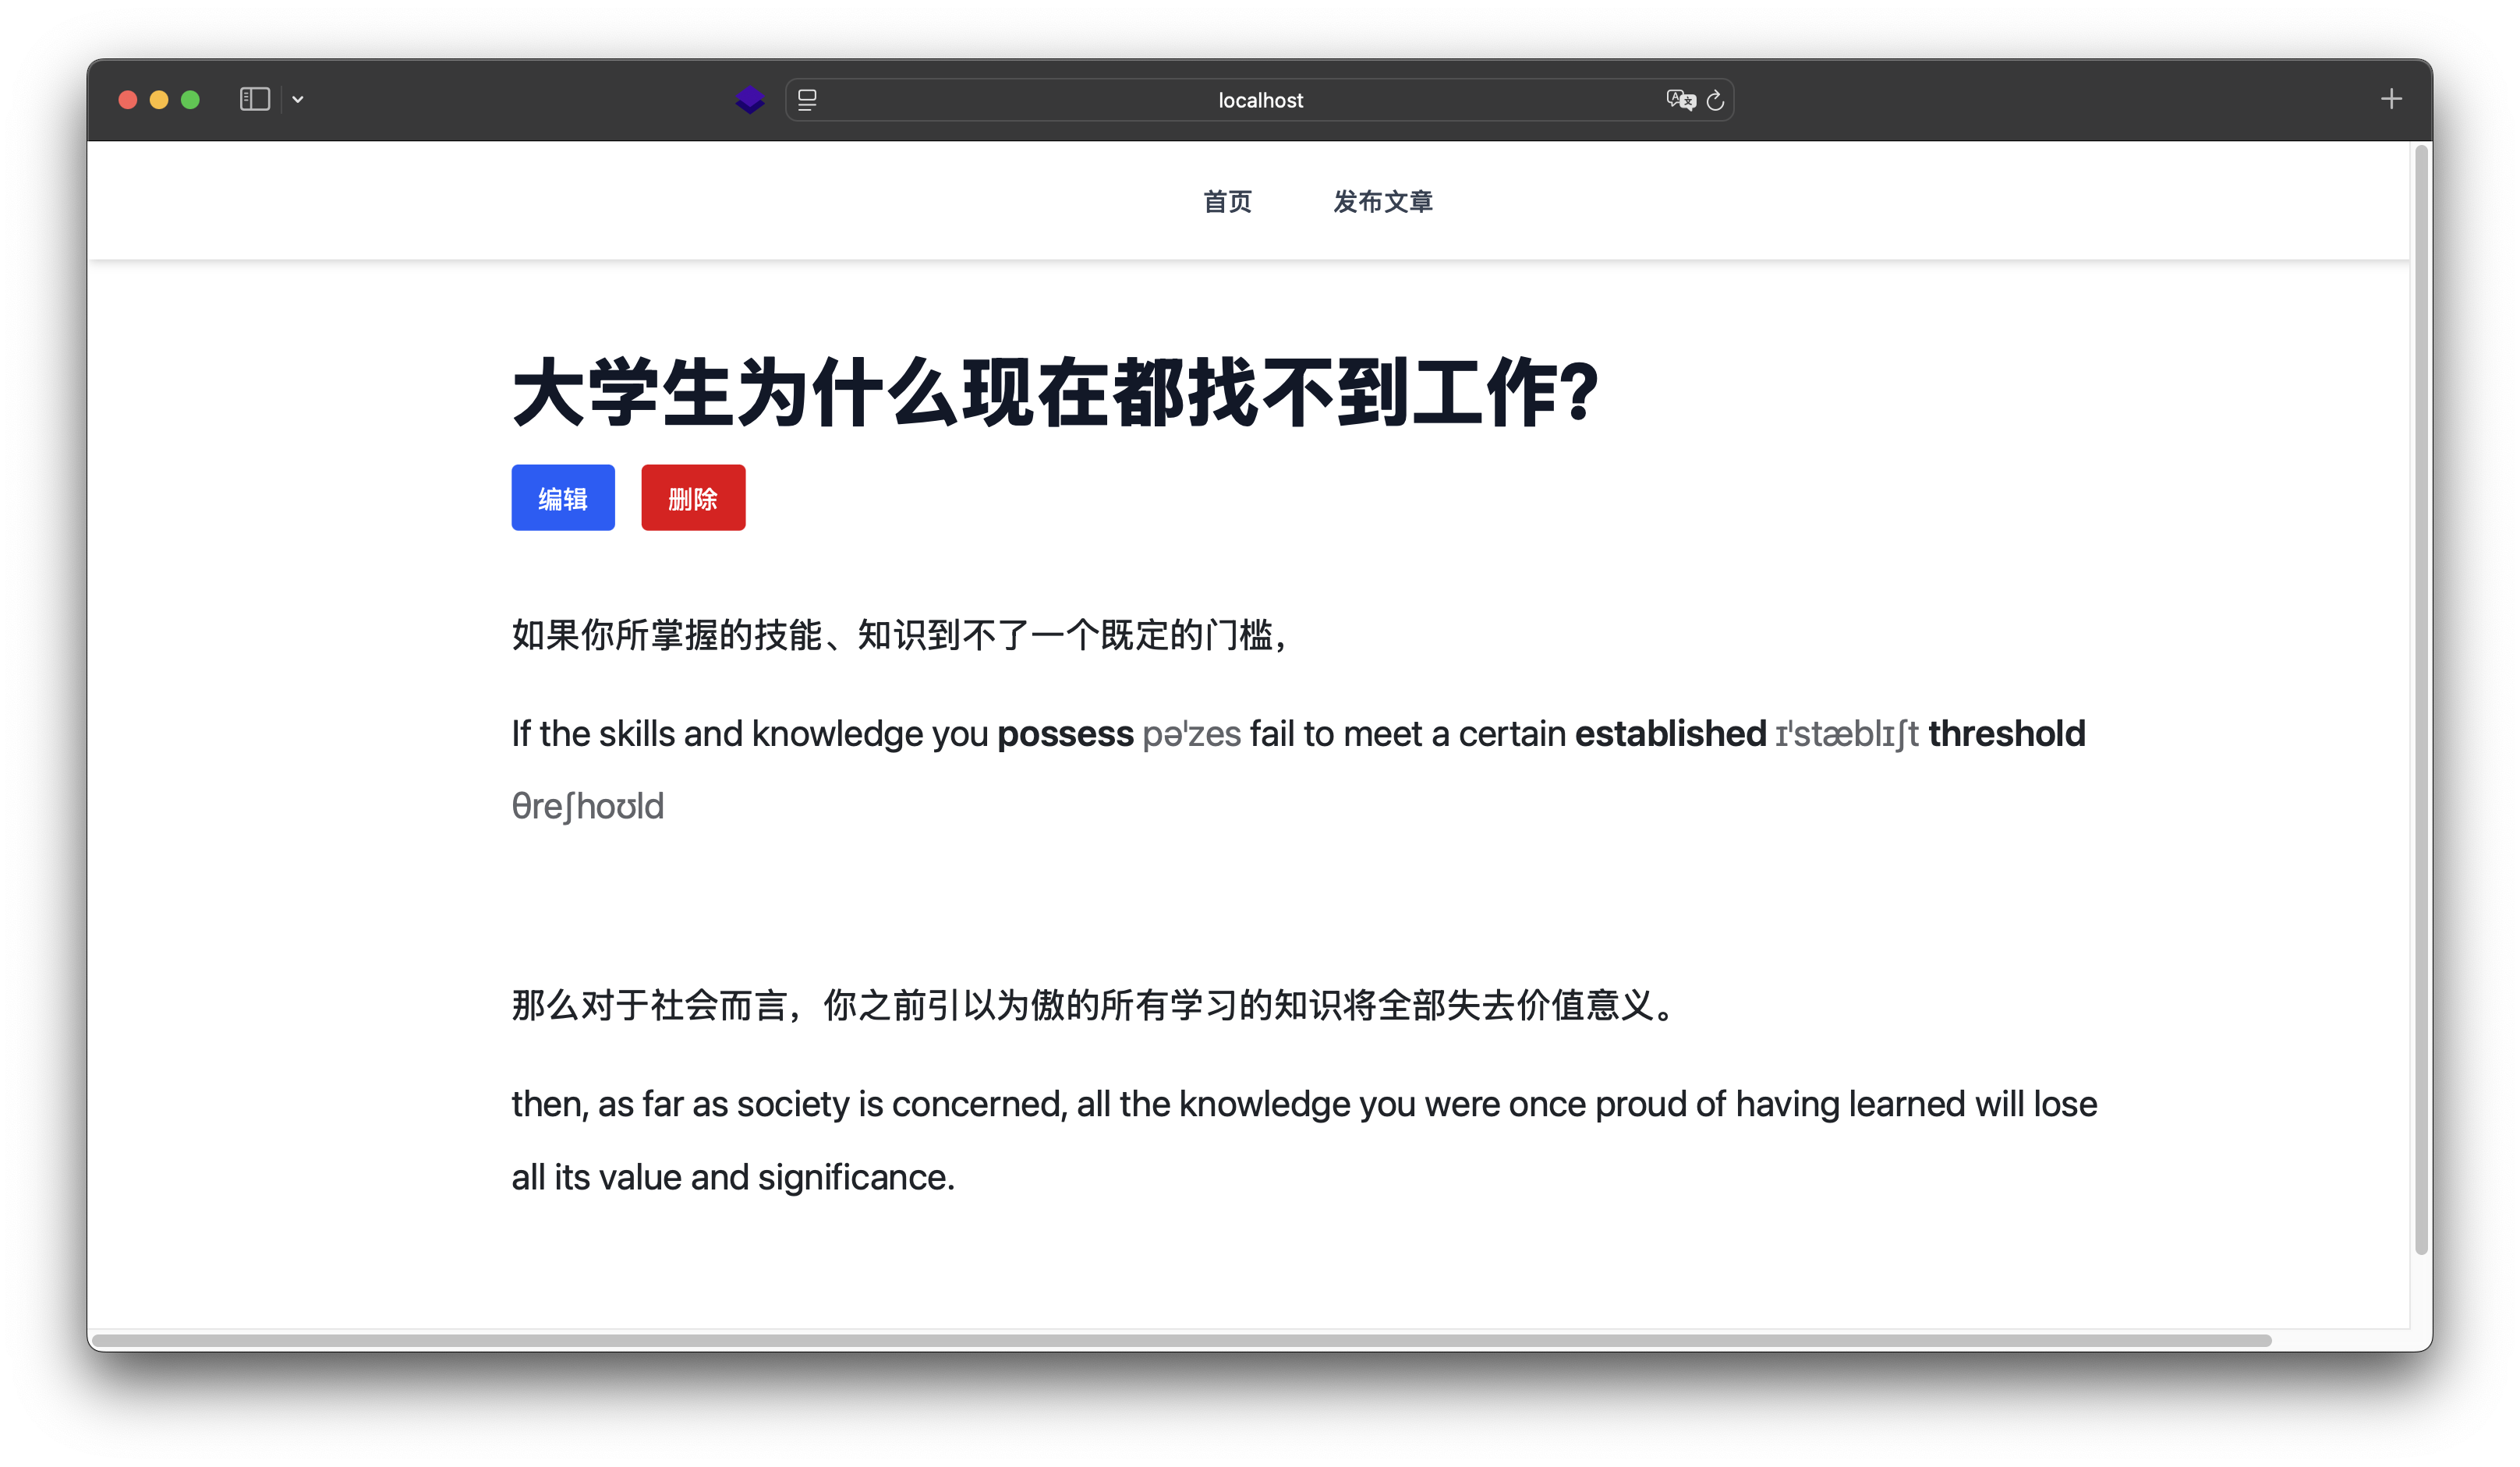 localhost
首页 发布文章
大学生为什么现在都找不到工作?
编辑 删除
如果你所掌握的技能、知识到不了一个既定的门槛，
If the skills and knowledge you possess pəˈzes fail to meet a certain established ɪˈstæblɪʃt threshold
θreʃhoʊld
那么对于社会而言，你之前引以为傲的所有学习的知识将全部失去价值意义。
then, as far as society is concerned, all the knowledge you were once proud of having learned will lose
all its value and significance.